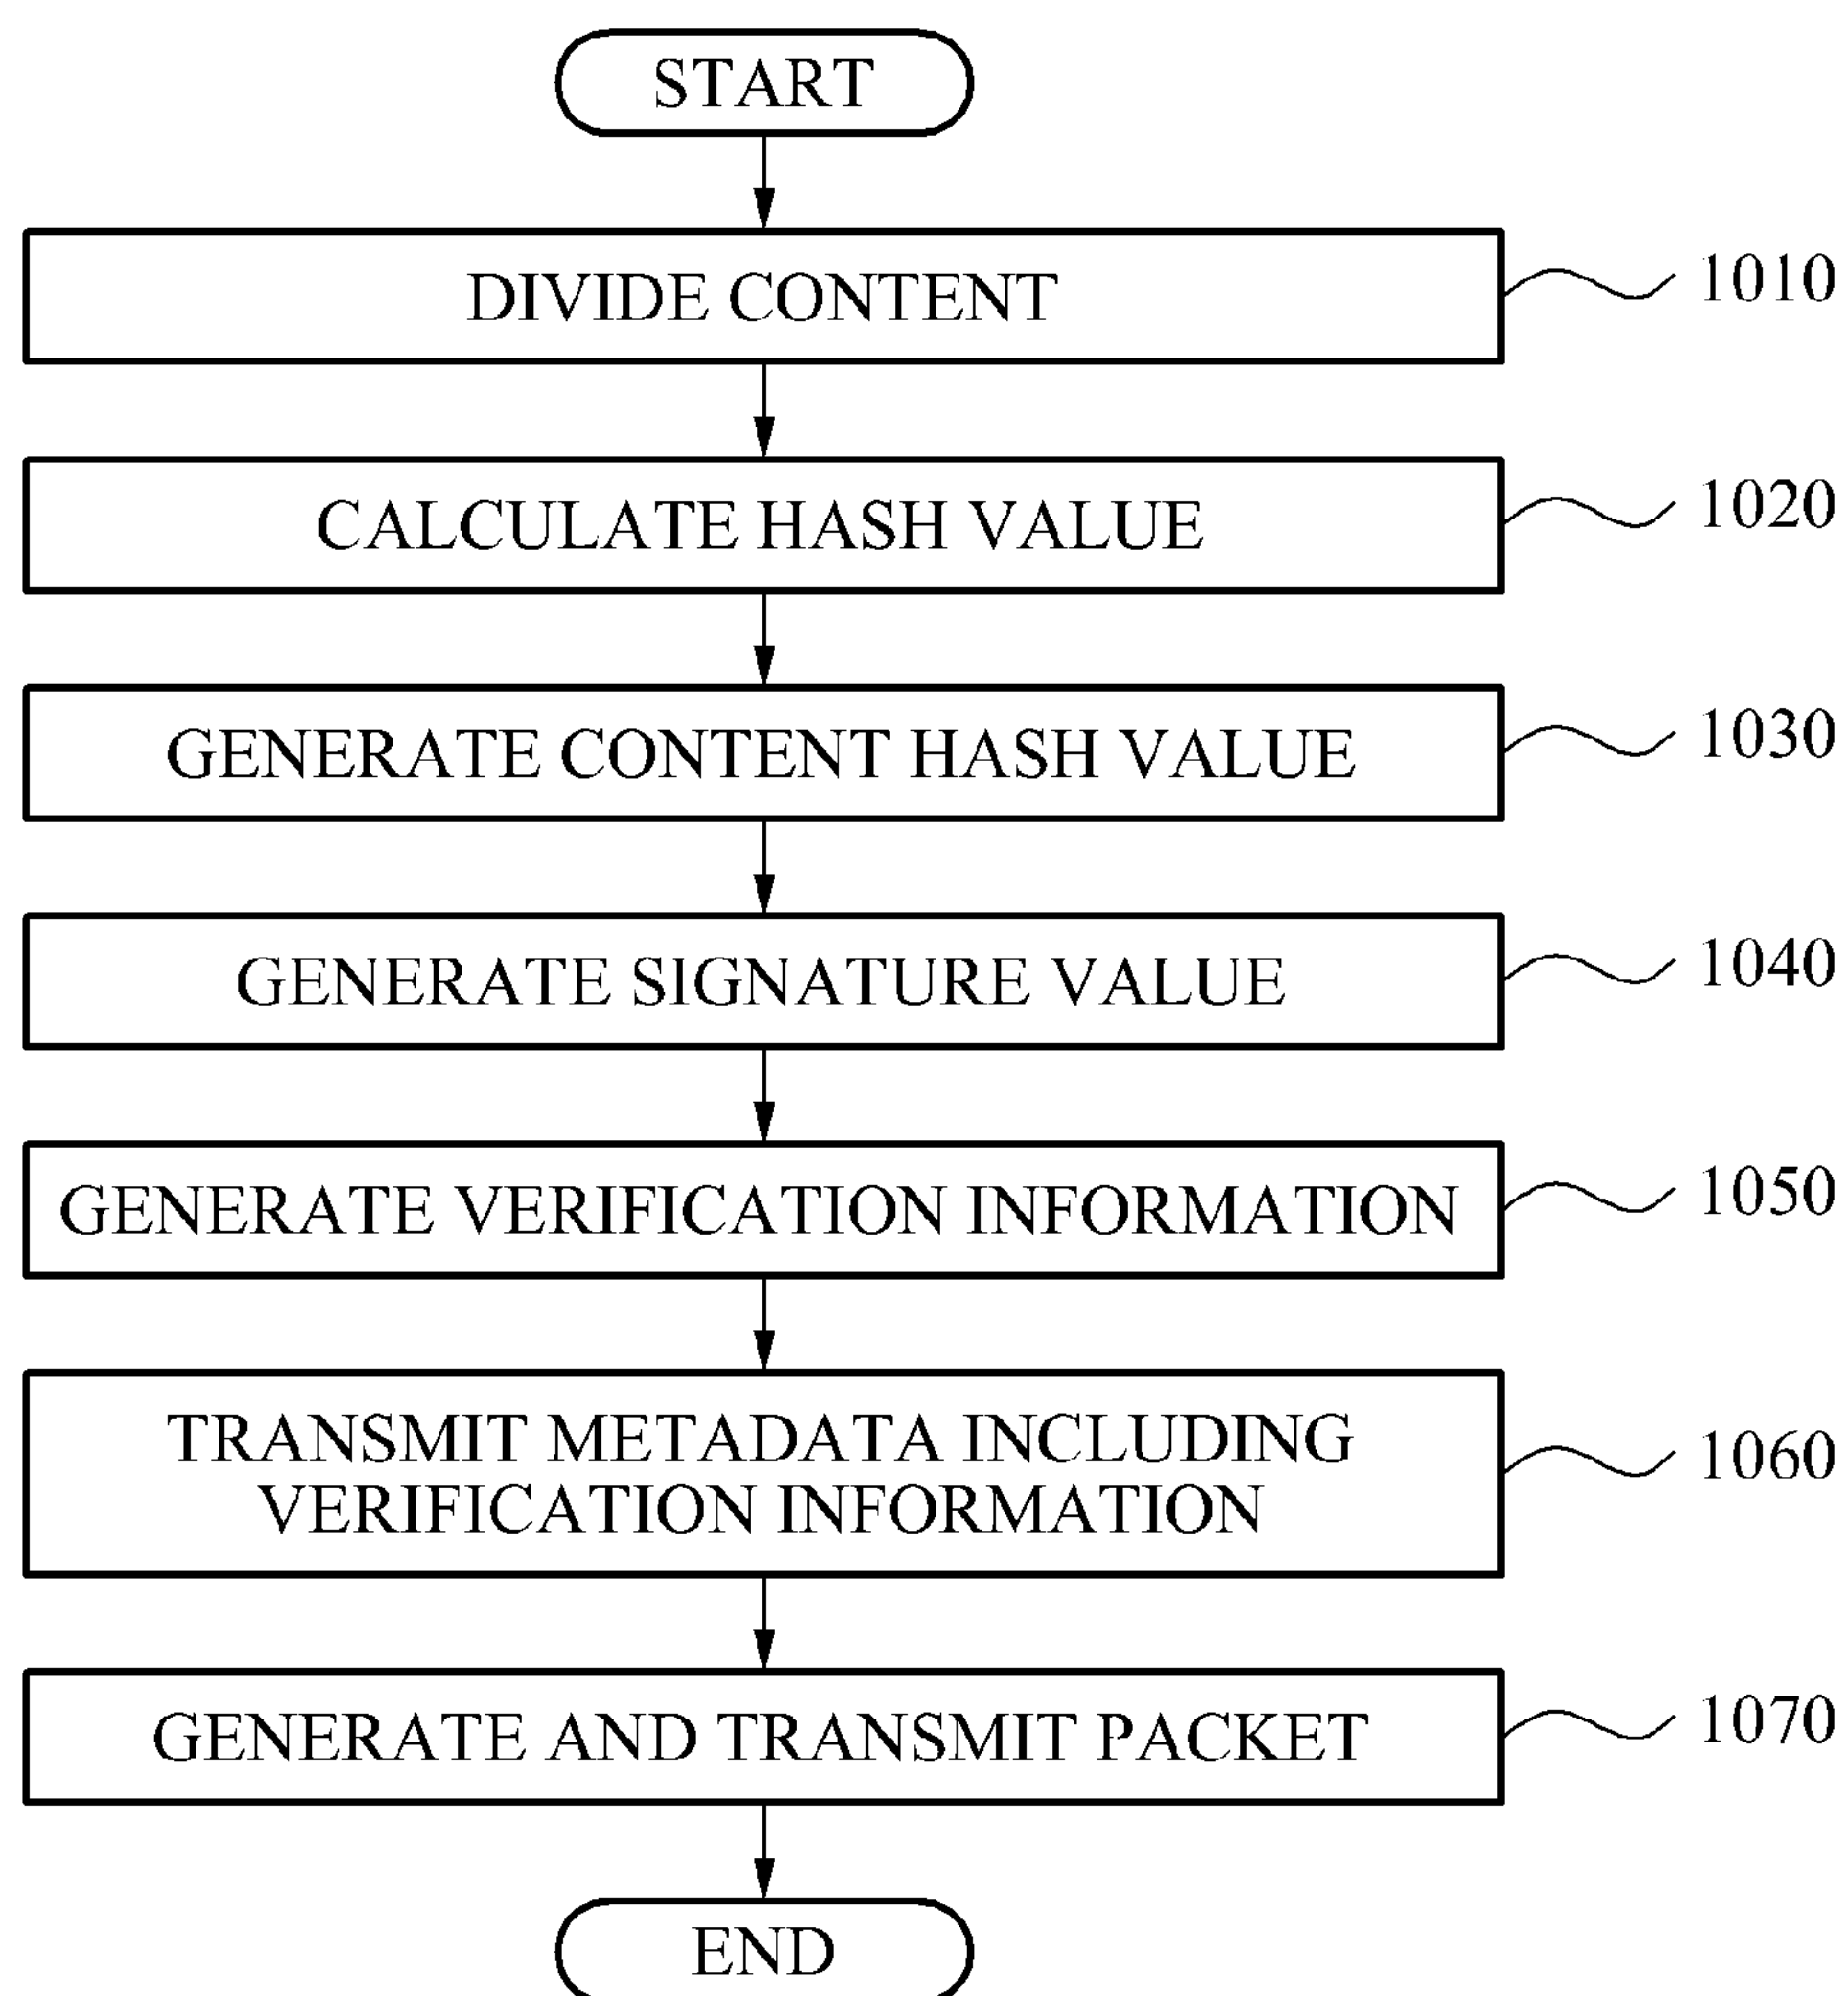 START
DIVIDE CONTENT
1010
CALCULATE HASH VALUE
1020
GENERATE CONTENT HASH VALUE
1030
GENERATE SIGNATURE VALUE
1040
GENERATE VERIFICATION INFORMATION
1050
TRANSMIT METADATA INCLUDING
VERIFICATION INFORMATION
1060
GENERATE AND TRANSMIT PACKET
1070
END